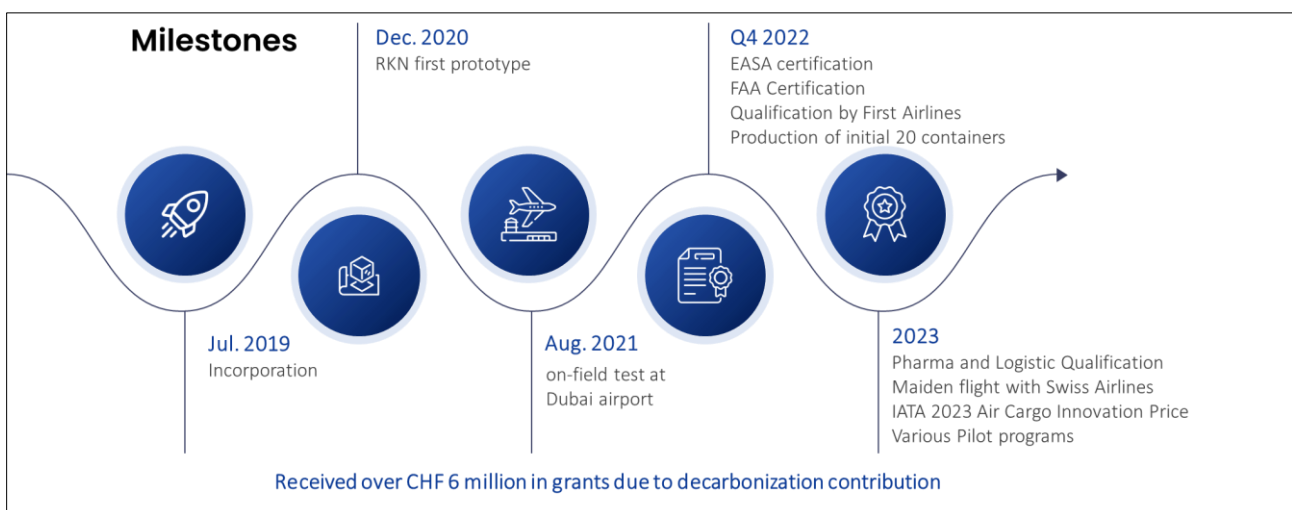 Milestones
Dec. 2020
RKN first prototype
Q4 2022
EASA certification
FAA Certification
Qualification by First Airlines
Production of initial 20 containers
Jul. 2019
Incorporation
Aug. 2021
on-field test at
Dubai airport
2023
Pharma and Logistic Qualification
Maiden flight with Swiss Airlines
IATA 2023 Air Cargo Innovation Price
Various Pilot programs
Received over CHF 6 million in grants due to decarbonization contribution